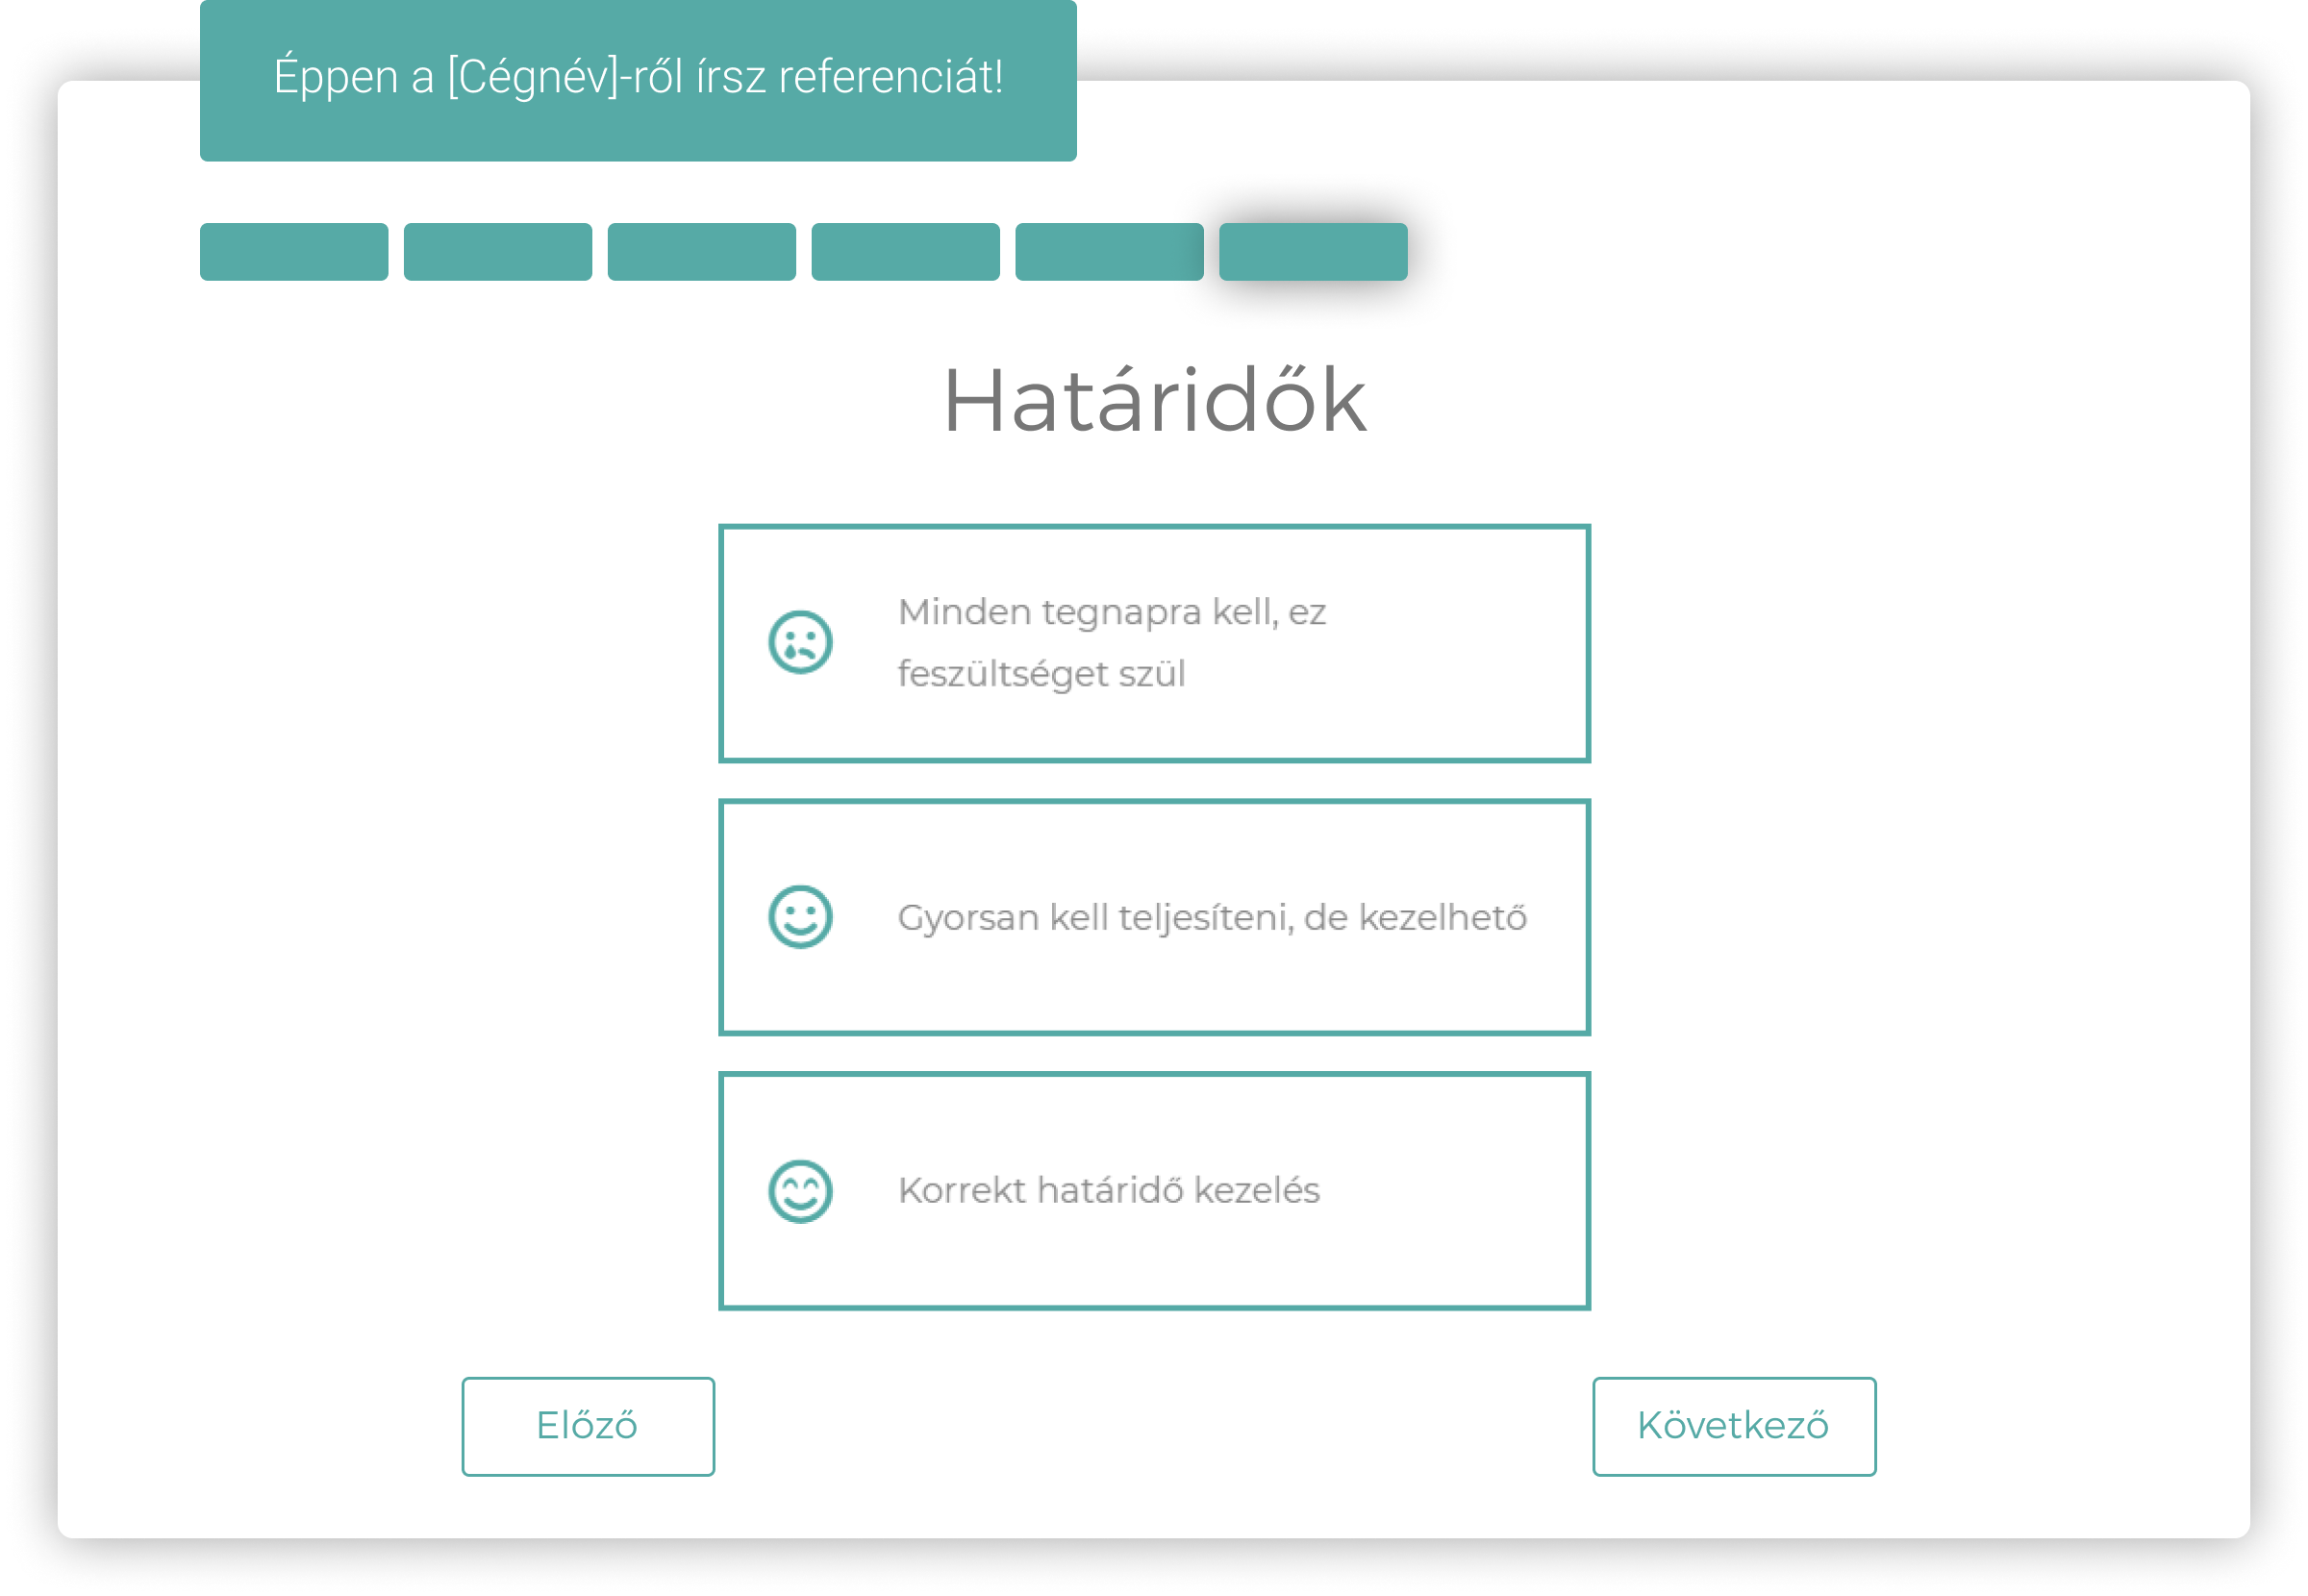 Éppen a [Cégnév]-ről írsz referenciát!
Határidők
Minden tegnapra kell, ez
feszültséget szül
Gyorsan kell teljesíteni, de kezelhető
Korrekt határidő kezelés
Előző
Következő